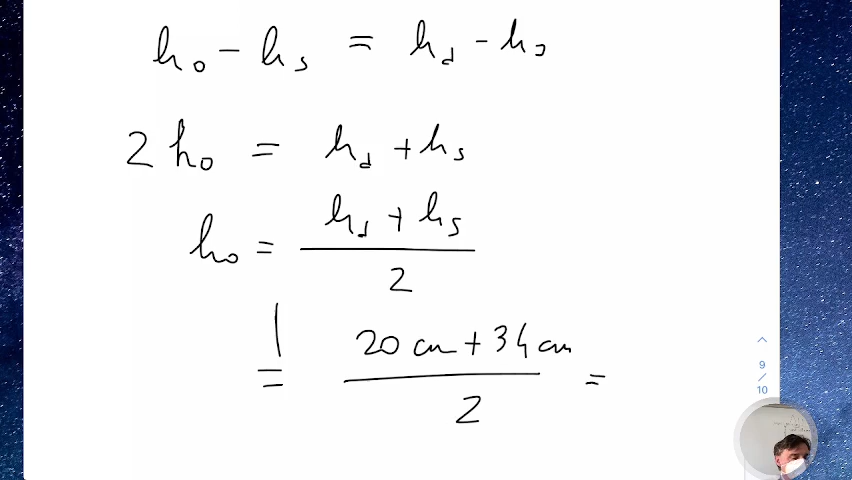 h₀ - hₛ = h_d - h₀
2 h₀ = h_d + hₛ
h₀ = (h_d + hₛ) / 2
= (20 cm + 34 cm) / 2 =
9 / 10